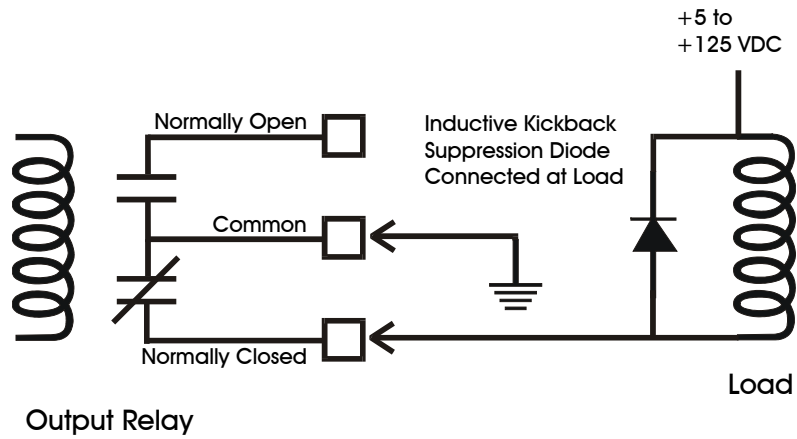 +5 to
+125 VDC
Normally Open
Inductive Kickback
Suppression Diode
Connected at Load
Common
Normally Closed
Load
Output Relay